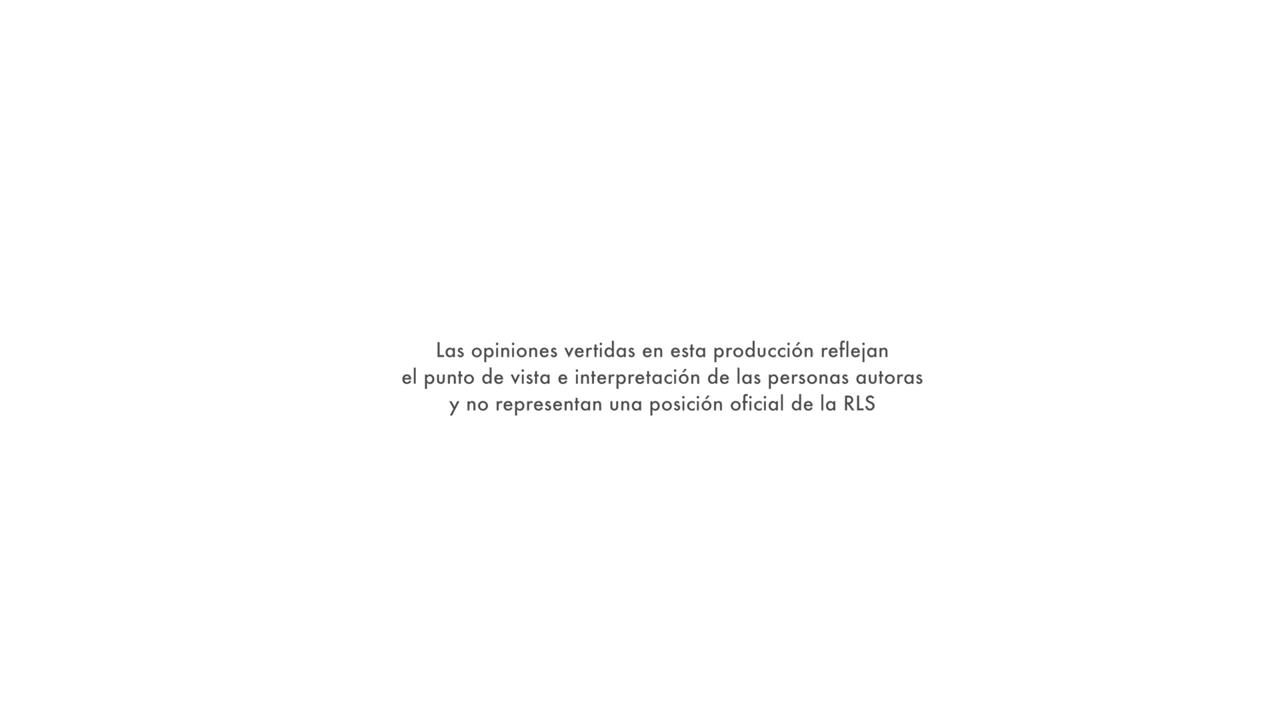 Las opiniones vertidas en esta producción reflejan
el punto de vista e interpretación de las personas autoras
y no representan una posición oficial de la RLS